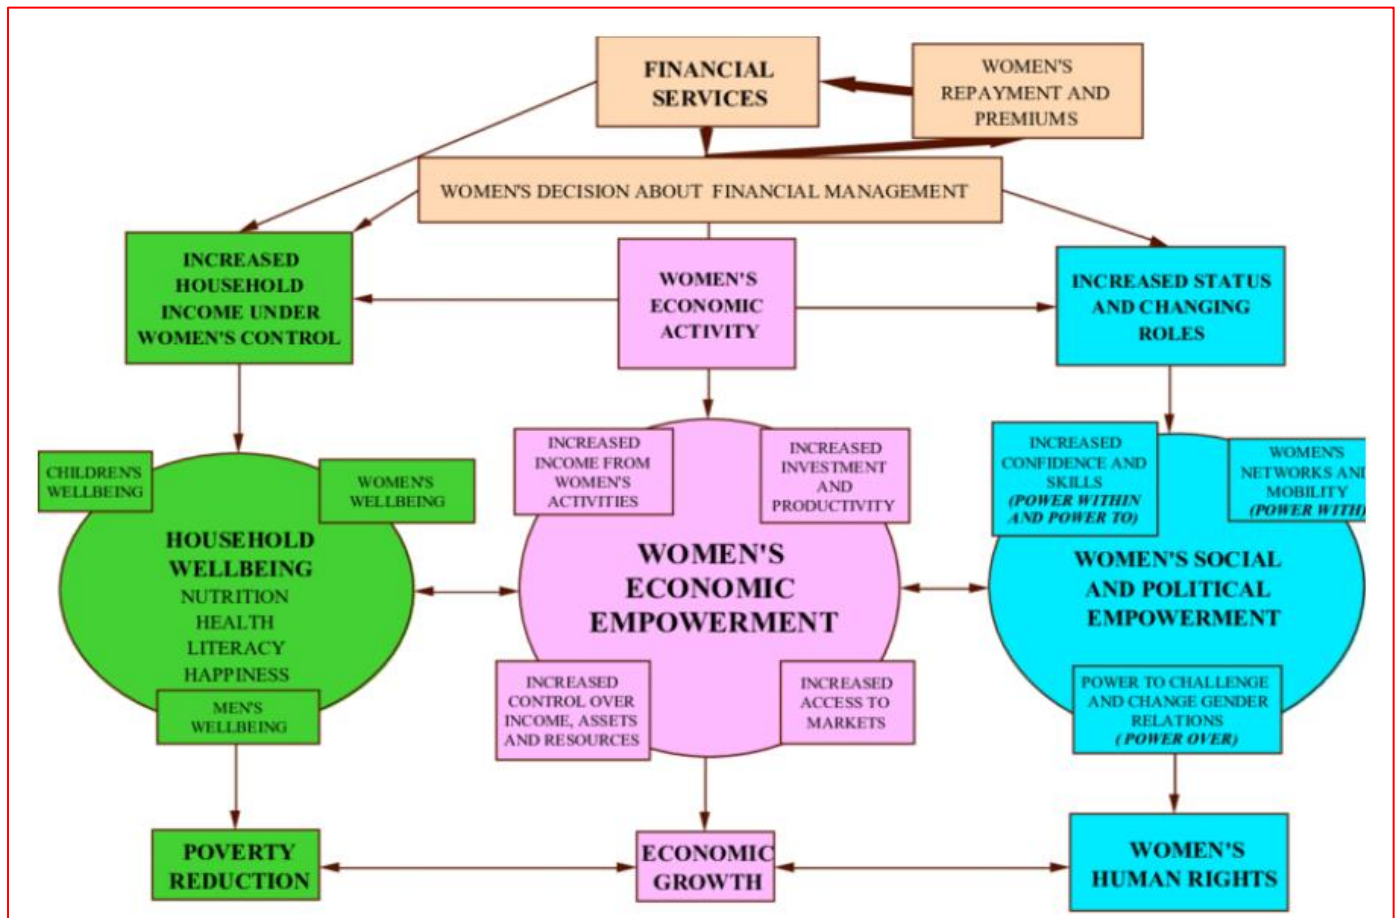 FINANCIAL
SERVICES
WOMEN'S
REPAYMENT AND
PREMIUMS
WOMEN'S DECISION ABOUT FINANCIAL MANAGEMENT
INCREASED
HOUSEHOLD
INCOME UNDER
WOMEN'S CONTROL
WOMEN'S
ECONOMIC
ACTIVITY
INCREASED STATUS
AND CHANGING
ROLES
CHILDREN'S
WELLBEING
WOMEN'S
WELLBEING
HOUSEHOLD
WELLBEING
NUTRITION
HEALTH
LITERACY
HAPPINESS
MEN'S
WELLBEING
INCREASED
INCOME FROM
WOMEN'S
ACTIVITIES
INCREASED
INVESTMENT
AND
PRODUCTIVITY
WOMEN'S
ECONOMIC
EMPOWERMENT
INCREASED
CONTROL OVER
INCOME, ASSETS
AND RESOURCES
INCREASED
ACCESS TO
MARKETS
INCREASED
CONFIDENCE AND
SKILLS
(POWER WITHIN
AND POWER TO)
WOMEN'S
NETWORKS AND
MOBILITY
(POWER WITH)
WOMEN'S SOCIAL
AND POLITICAL
EMPOWERMENT
POWER TO CHALLENGE
AND CHANGE GENDER
RELATIONS
( POWER OVER)
POVERTY
REDUCTION
ECONOMIC
GROWTH
WOMEN'S
HUMAN RIGHTS